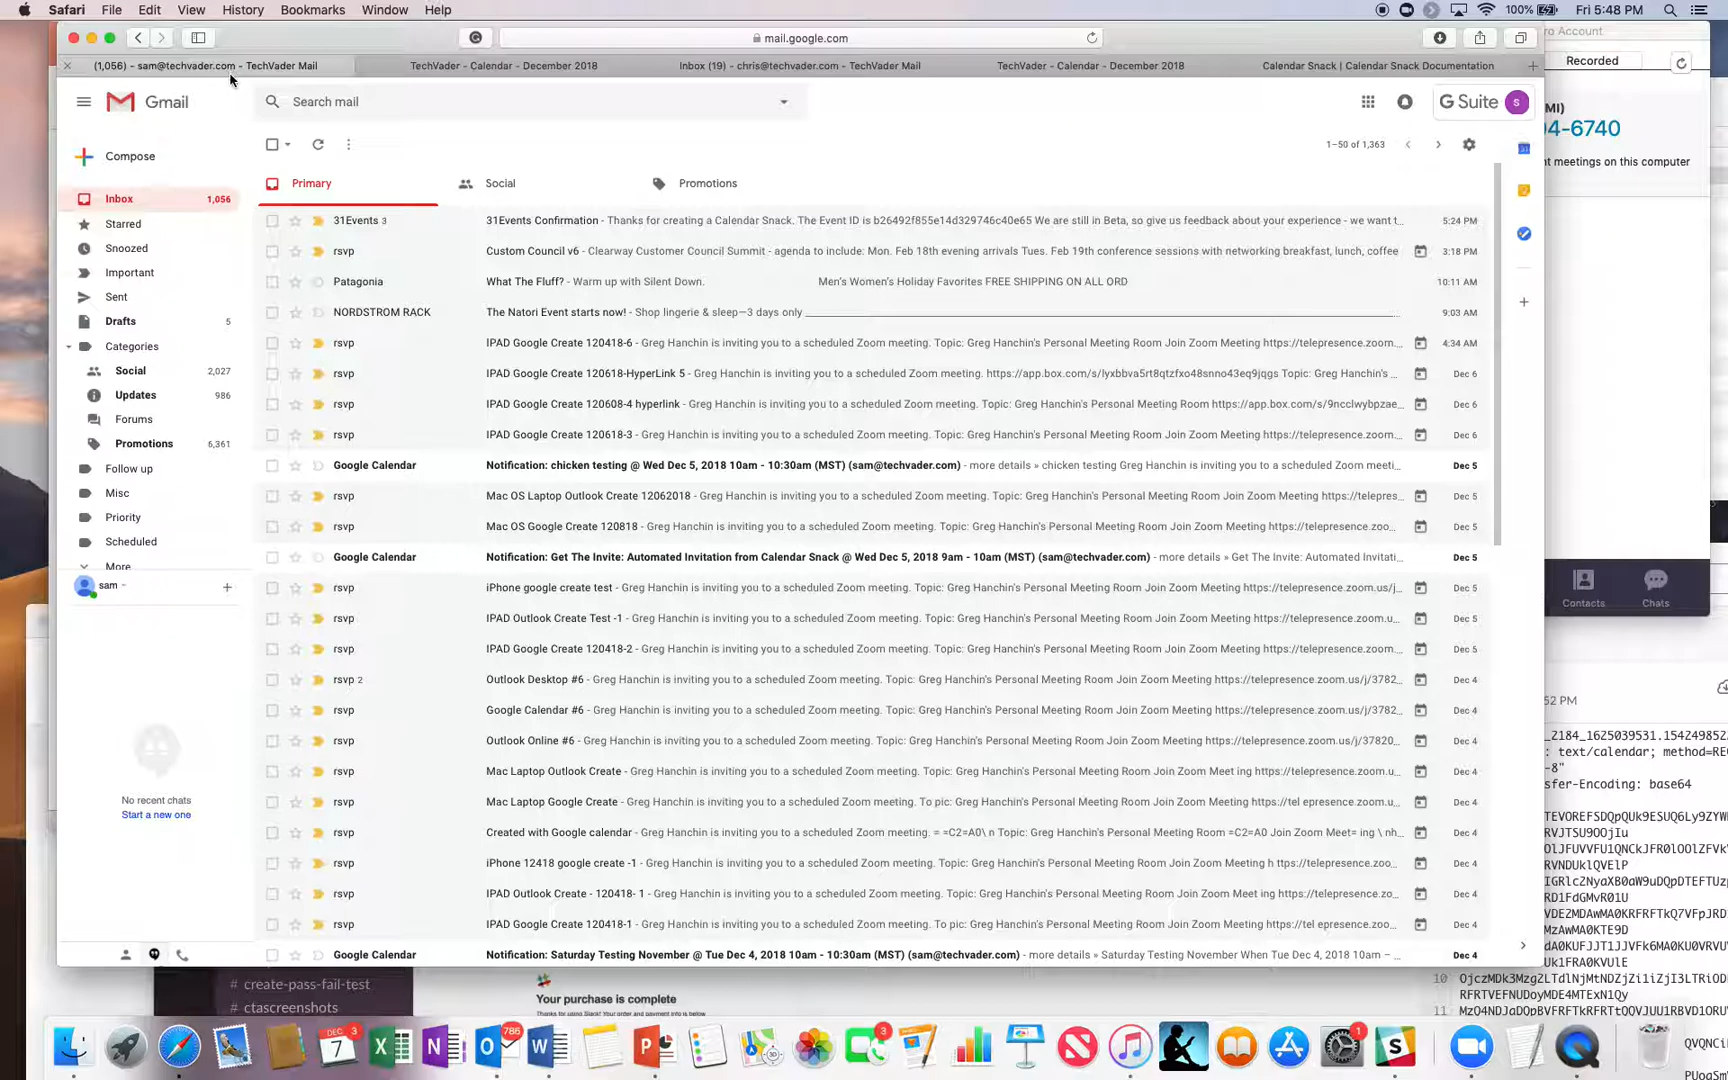 Safari File Edit View History Bookmarks Window Help
100% Fri 5:48 PM
mail.google.com
ro Account
(1,056) - sam@techvader.com - TechVader Mail
TechVader - Calendar - December 2018
Inbox (19) - chris@techvader.com - TechVader Mail
TechVader - Calendar - December 2018
Calendar Snack | Calendar Snack Documentation
Recorded
Gmail
Search mail
G Suite S
MI)
04-6740
nt meetings on this computer
Compose
1–50 of 1,363
Inbox 1,056
Starred
Snoozed
Important
Sent
Drafts 5
Categories
Social 2,027
Updates 986
Forums
Promotions 6,361
Follow up
Misc
Priority
Scheduled
More
sam
No recent chats
Start a new one
Primary Social Promotions
31Events 3 31Events Confirmation - Thanks for creating a Calendar Snack. The Event ID is b26492f855e14d329746c40e65 We are still in Beta, so give us feedback about your experience - we want t... 5:24 PM
rsvp Custom Council v6 - Clearway Customer Council Summit - agenda to include: Mon. Feb 18th evening arrivals Tues. Feb 19th conference sessions with networking breakfast, lunch, coffee 3:18 PM
Patagonia What The Fluff? - Warm up with Silent Down. Men's Women's Holiday Favorites FREE SHIPPING ON ALL ORD 10:11 AM
NORDSTROM RACK The Natori Event starts now! - Shop lingerie & sleep—3 days only 9:03 AM
rsvp IPAD Google Create 120418-6 - Greg Hanchin is inviting you to a scheduled Zoom meeting. Topic: Greg Hanchin's Personal Meeting Room Join Zoom Meeting https://telepresence.zoom.... 4:34 AM
rsvp IPAD Google Create 120618-HyperLink 5 - Greg Hanchin is inviting you to a scheduled Zoom meeting. https://app.box.com/s/lyxbbva5rt8qtzfxo48snno43eq9jqgs Topic: Greg Hanchin's ... Dec 6
rsvp IPAD Google Create 120608-4 hyperlink - Greg Hanchin is inviting you to a scheduled Zoom meeting. Topic: Greg Hanchin's Personal Meeting Room https://app.box.com/s/9ncclwybpzae... Dec 6
rsvp IPAD Google Create 120618-3 - Greg Hanchin is inviting you to a scheduled Zoom meeting. Topic: Greg Hanchin's Personal Meeting Room Join Zoom Meeting https://telepresence.zoom.... Dec 6
Google Calendar Notification: chicken testing @ Wed Dec 5, 2018 10am - 10:30am (MST) (sam@techvader.com) - more details » chicken testing Greg Hanchin is inviting you to a scheduled Zoom meeti... Dec 5
rsvp Mac OS Laptop Outlook Create 12062018 - Greg Hanchin is inviting you to a scheduled Zoom meeting. Topic: Greg Hanchin's Personal Meeting Room Join Zoom Meeting https://telepres... Dec 5
rsvp Mac OS Google Create 120818 - Greg Hanchin is inviting you to a scheduled Zoom meeting. Topic: Greg Hanchin's Personal Meeting Room Join Zoom Meeting https://telepresence.zoo... Dec 5
Google Calendar Notification: Get The Invite: Automated Invitation from Calendar Snack @ Wed Dec 5, 2018 9am - 10am (MST) (sam@techvader.com) - more details » Get The Invite: Automated Invitati... Dec 5
rsvp iPhone google create test - Greg Hanchin is inviting you to a scheduled Zoom meeting. Topic: Greg Hanchin's Personal Meeting Room Join Zoom Meeting https://telepresence.zoom.us/j... Dec 5
rsvp IPAD Outlook Create Test -1 - Greg Hanchin is inviting you to a scheduled Zoom meeting. Topic: Greg Hanchin's Personal Meeting Room Join Zoom Meeting https://telepresence.zoom.u... Dec 5
rsvp IPAD Google Create 120418-2 - Greg Hanchin is inviting you to a scheduled Zoom meeting. Topic: Greg Hanchin's Personal Meeting Room Join Zoom Meeting https://telepresence.zoom.... Dec 5
rsvp 2 Outlook Desktop #6 - Greg Hanchin is inviting you to a scheduled Zoom meeting. Topic: Greg Hanchin's Personal Meeting Room Join Zoom Meeting https://telepresence.zoom.us/j/3782... Dec 4
rsvp Google Calendar #6 - Greg Hanchin is inviting you to a scheduled Zoom meeting. Topic: Greg Hanchin's Personal Meeting Room Join Zoom Meeting https://telepresence.zoom.us/j/3782... Dec 4
rsvp Outlook Online #6 - Greg Hanchin is inviting you to a scheduled Zoom meeting. Topic: Greg Hanchin's Personal Meeting Room Join Zoom Meeting https://telepresence.zoom.us/j/37820... Dec 4
rsvp Mac Laptop Outlook Create - Greg Hanchin is inviting you to a scheduled Zoom meeting. Topic: Greg Hanchin's Personal Meeting Room Join Zoom Meet ing https://telepresence.zoom.... Dec 4
rsvp Mac Laptop Google Create - Greg Hanchin is inviting you to a scheduled Zoom meeting. To pic: Greg Hanchin's Personal Meeting Room Join Zoom Meeting https://tel epresence.zoom.... Dec 4
rsvp Created with Google calendar - Greg Hanchin is inviting you to a scheduled Zoom meeting. = =C2=A0\ n Topic: Greg Hanchin's Personal Meeting Room =C2=A0 Join Zoom Meet= ing \ nh... Dec 4
rsvp iPhone 12418 google create -1 - Greg Hanchin is inviting you to a scheduled Zoom meeting. Topic: Greg Hanchin's Personal Meeting Room Join Zoom Meeting h ttps://telepresence.zoo... Dec 4
rsvp IPAD Outlook Create - 120418- 1 - Greg Hanchin is inviting you to a scheduled Zoom meeting. Topic: Greg Hanchin's Personal Meeting Room Join Zoom Meet ing https://telepresence.zo... Dec 4
rsvp IPAD Google Create 120418-1 - Greg Hanchin is inviting you to a scheduled Zoom meeting. To pic: Greg Hanchin's Personal Meeting Room Join Zoom Meeting https://tel epresence.zoom.... Dec 4
Google Calendar Notification: Saturday Testing November @ Tue Dec 4, 2018 10am - 10:30am (MST) (sam@techvader.com) - more details » Saturday Testing November When Tue Dec 4, 2018 10am – ... Dec 4
Contacts Chats
52 PM
_2184_1625039531.154249852
: text/calendar; method=RE
-8"
sfer-Encoding: base64
# create-pass-fail-test
# ctascreenshots
Your purchase is complete
Thanks for using Slack! Your order and payment info is below
10
11
DEC 7 3
786
3
1